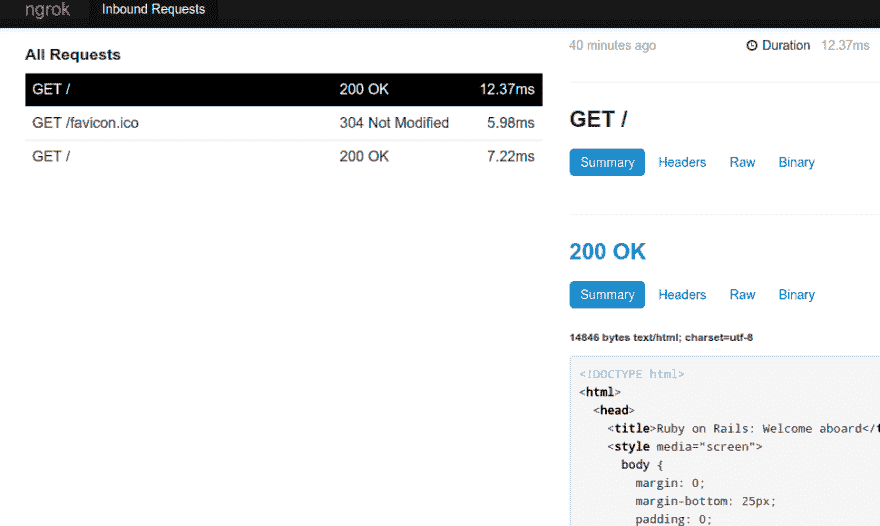 ngrok Inbound Requests
All Requests
GET / 200 OK 12.37ms
GET /favicon.ico 304 Not Modified 5.98ms
GET / 200 OK 7.22ms
40 minutes ago Duration 12.37ms
GET /
Summary Headers Raw Binary
200 OK
Summary Headers Raw Binary
14846 bytes text/html; charset=utf-8
<!DOCTYPE html>
<html>
<head>
<title>Ruby on Rails: Welcome aboard</t
<style media="screen">
body {
margin: 0;
margin-bottom: 25px;
padding: 0;